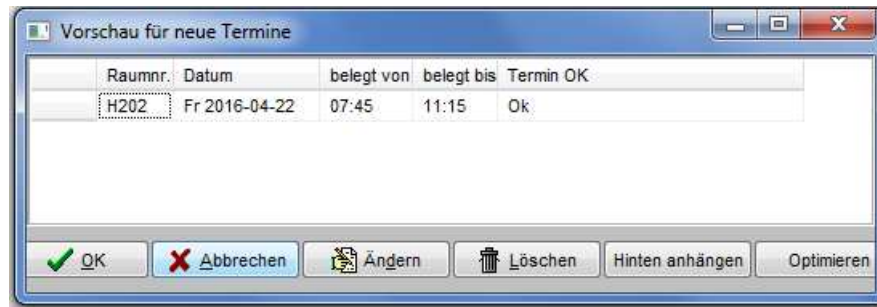 Vorschau für neue Termine
Raumnr. Datum belegt von belegt bis Termin OK
H202 Fr 2016-04-22 07:45 11:15 Ok
OK Abbrechen Ändern Löschen Hinten anhängen Optimieren